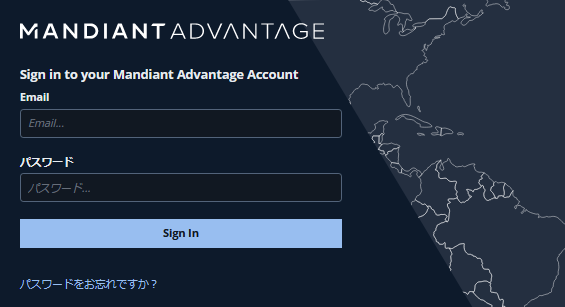 MANDIANT ADVANTAGE
Sign in to your Mandiant Advantage Account
Email
Email...
パスワード
パスワード...
Sign In
パスワードをお忘れですか？